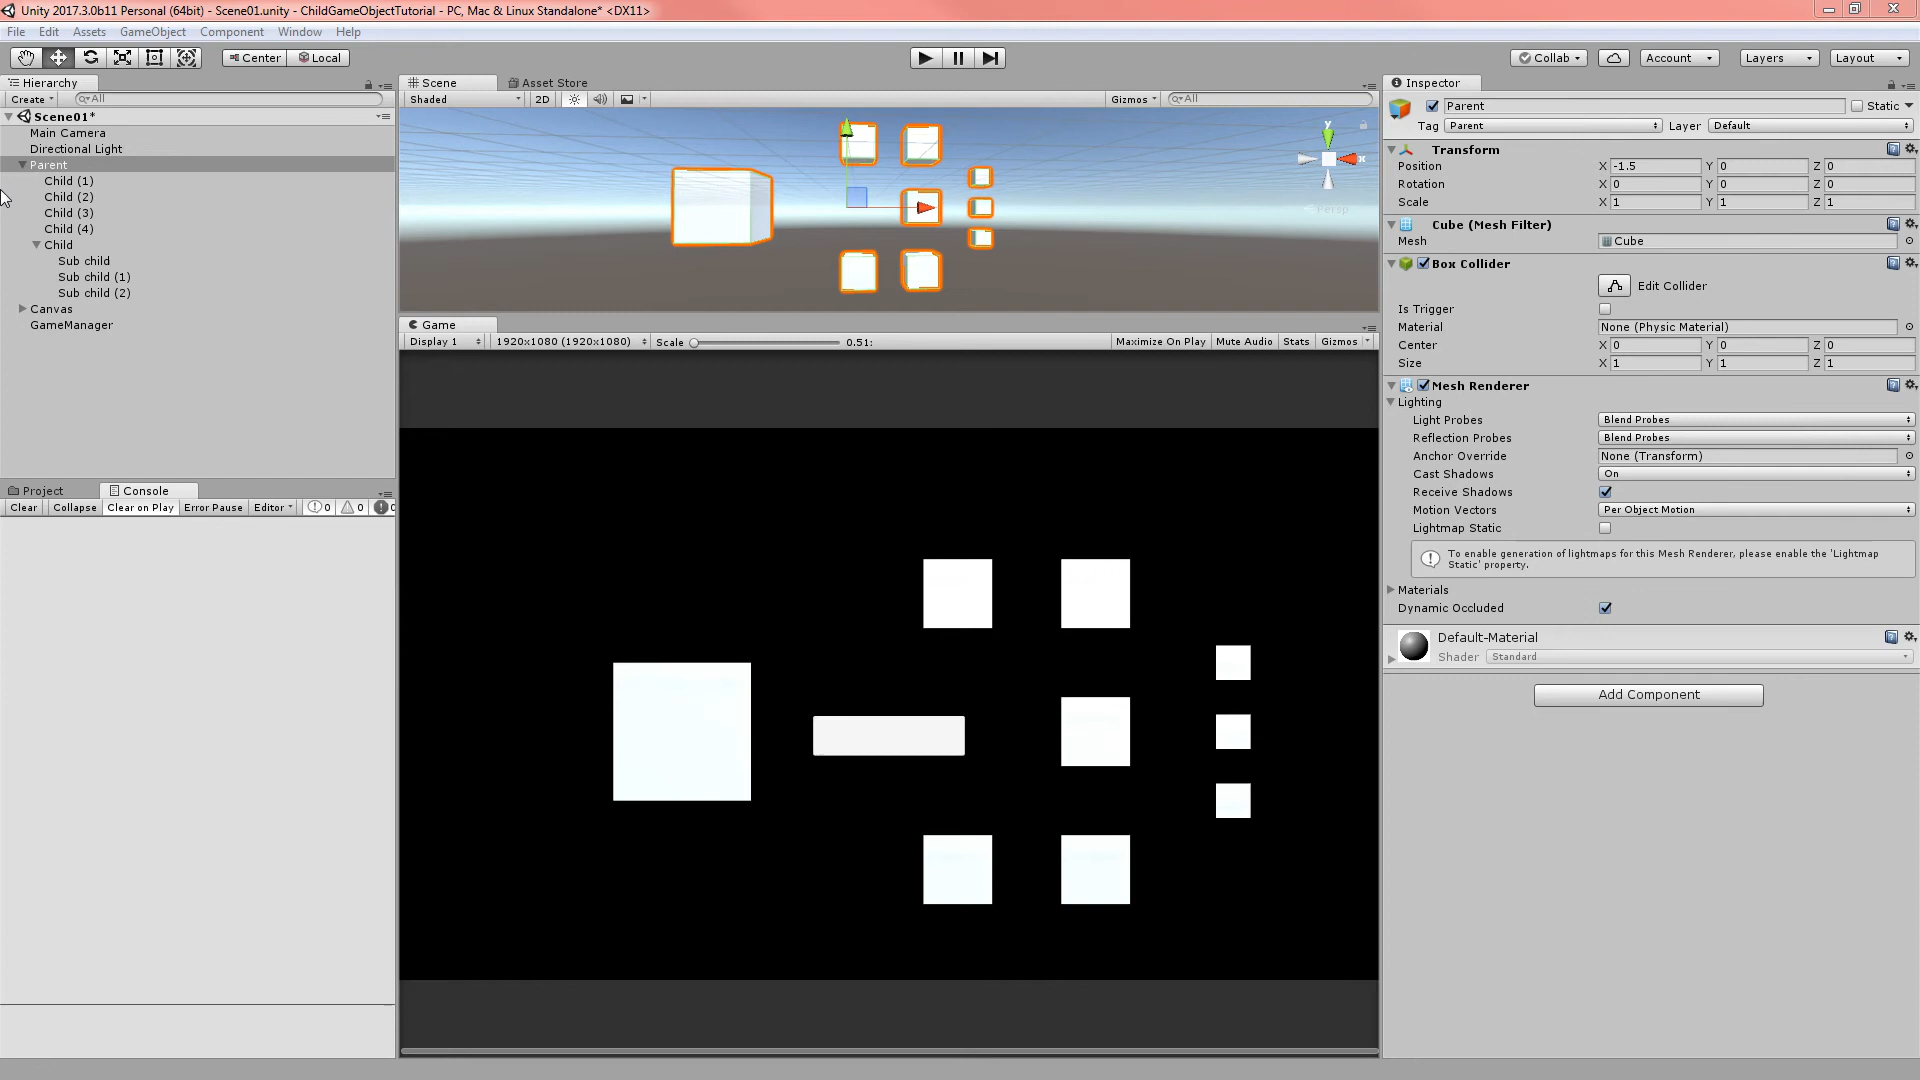 Unity 2017.3.0b11 Personal (64bit) - Scene01.unity - ChildGameObjectTutorial - PC, Mac & Linux Standalone* <DX11>
File Edit Assets GameObject Component Window Help
Center Local Collab Account Layers Layout
Hierarchy
Create All
Scene01*
Main Camera
Directional Light
Parent
Child (1)
Child (2)
Child (3)
Child (4)
Child
Sub child
Sub child (1)
Sub child (2)
Canvas
GameManager
Project Console
Clear Collapse Clear on Play Error Pause Editor 0 0 0
Scene Asset Store
Shaded 2D Gizmos All
y
x
Persp
Game
Display 1 1920x1080 (1920x1080) Scale 0.51: Maximize On Play Mute Audio Stats Gizmos
Inspector
Parent Static
Tag Parent Layer Default
Transform
Position X -1.5 Y 0 Z 0
Rotation X 0 Y 0 Z 0
Scale X 1 Y 1 Z 1
Cube (Mesh Filter)
Mesh Cube
Box Collider
Edit Collider
Is Trigger
Material None (Physic Material)
Center X 0 Y 0 Z 0
Size X 1 Y 1 Z 1
Mesh Renderer
Lighting
Light Probes Blend Probes
Reflection Probes Blend Probes
Anchor Override None (Transform)
Cast Shadows On
Receive Shadows
Motion Vectors Per Object Motion
Lightmap Static
To enable generation of lightmaps for this Mesh Renderer, please enable the 'Lightmap
Static' property.
Materials
Dynamic Occluded
Default-Material
Shader Standard
Add Component